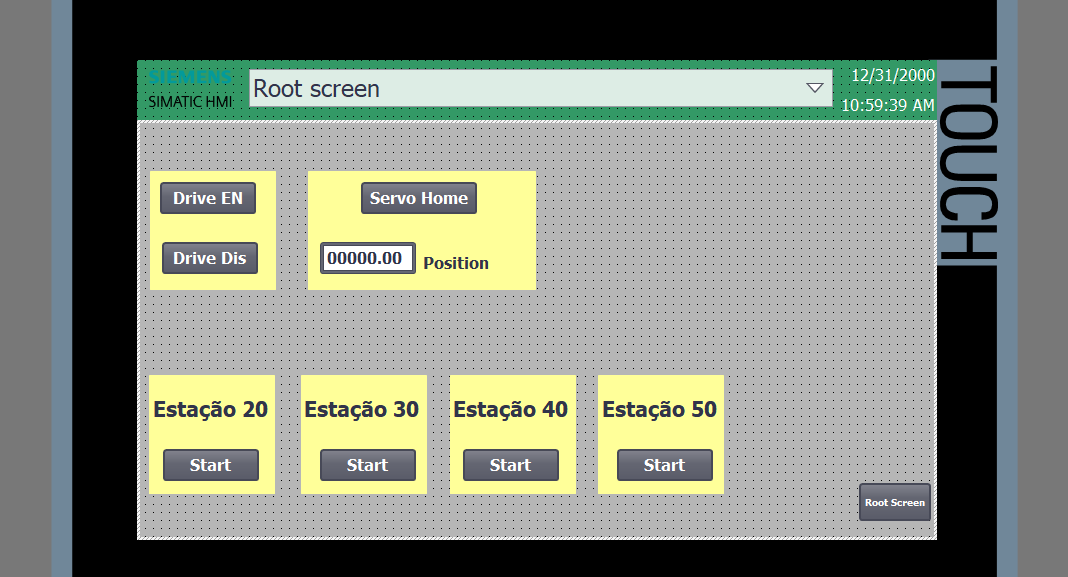 SIEMENS
SIMATIC HMI
Root screen
12/31/2000
10:59:39 AM
TOUCH
Drive EN
Servo Home
Drive Dis
00000.00
Position
Estação 20
Estação 30
Estação 40
Estação 50
Start
Start
Start
Start
Root Screen